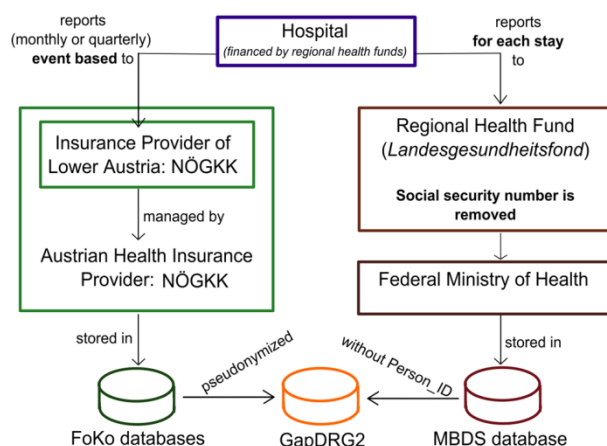 reports
(monthly or quarterly)
event based to
Hospital
(financed by regional health funds)
reports
for each stay
to
Insurance Provider of
Lower Austria: NÖGKK
managed by
Austrian Health Insurance
Provider: NÖGKK
Regional Health Fund
(Landesgesundheitsfond)
Social security number is
removed
Federal Ministry of Health
stored in
stored in
pseudonymized
without Person_ID
FoKo databases
GapDRG2
MBDS database